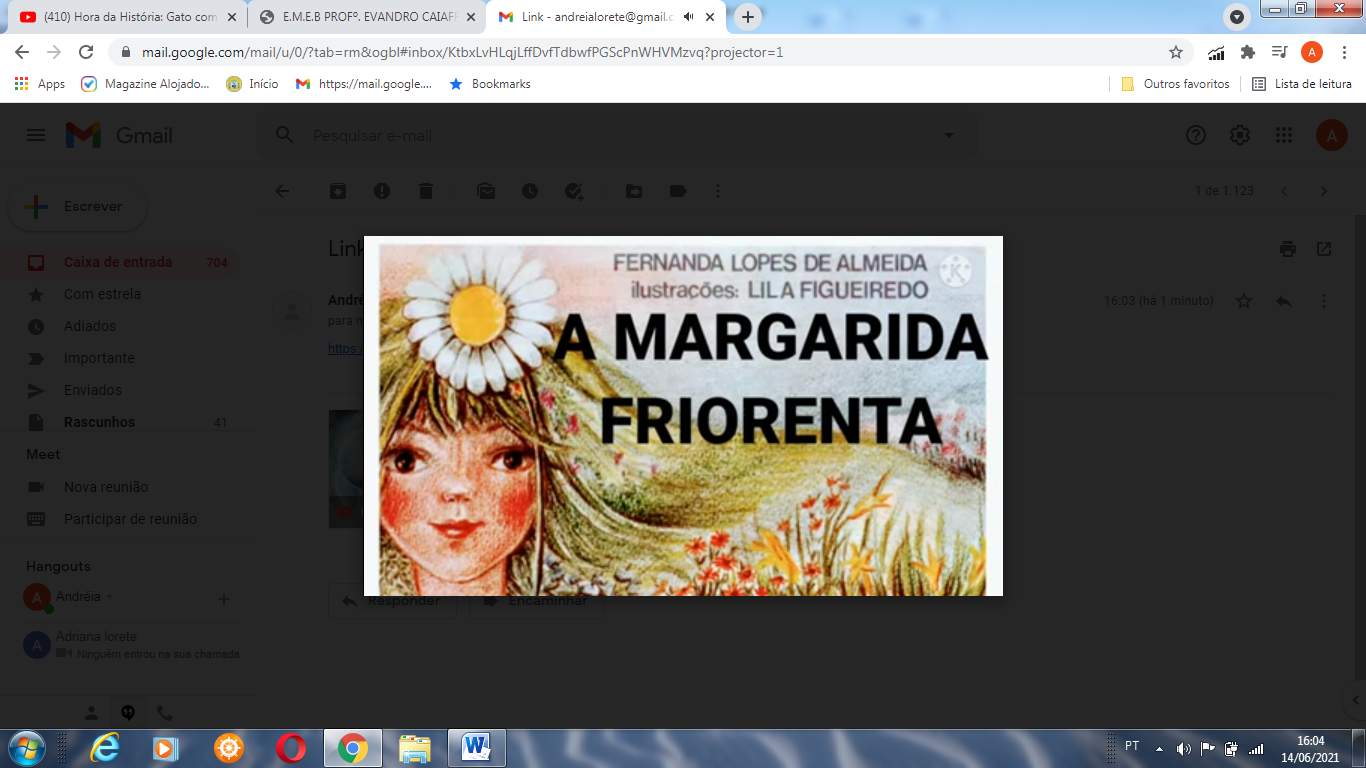 (410) Hora da História: Gato com
E.M.E.B PROFº. EVANDRO CAIAFF
Link - andreialorete@gmail.c
mail.google.com/mail/u/0/?tab=rm&ogbl#inbox/KtbxLvHLqjLffDvfTdbwfPGScPnWHVMzvq?projector=1
A
Apps
Magazine Alojado...
Início
https://mail.google....
Bookmarks
Outros favoritos
Lista de leitura
Gmail
Pesquisar e-mail
A
Escrever
1 de 1.123
Caixa de entrada 704
Com estrela
Adiados
Importante
Enviados
Rascunhos 41
Link
André
para m
https:/
16:03 (há 1 minuto)
FERNANDA LOPES DE ALMEIDA
ilustrações: LILA FIGUEIREDO
K
A MARGARIDA
FRIORENTA
Meet
Nova reunião
Participar de reunião
Hangouts
A Andréia
A Adriana lorete
Ninguém entrou na sua chamada
Responder
Encaminhar
PT
16:04
14/06/2021